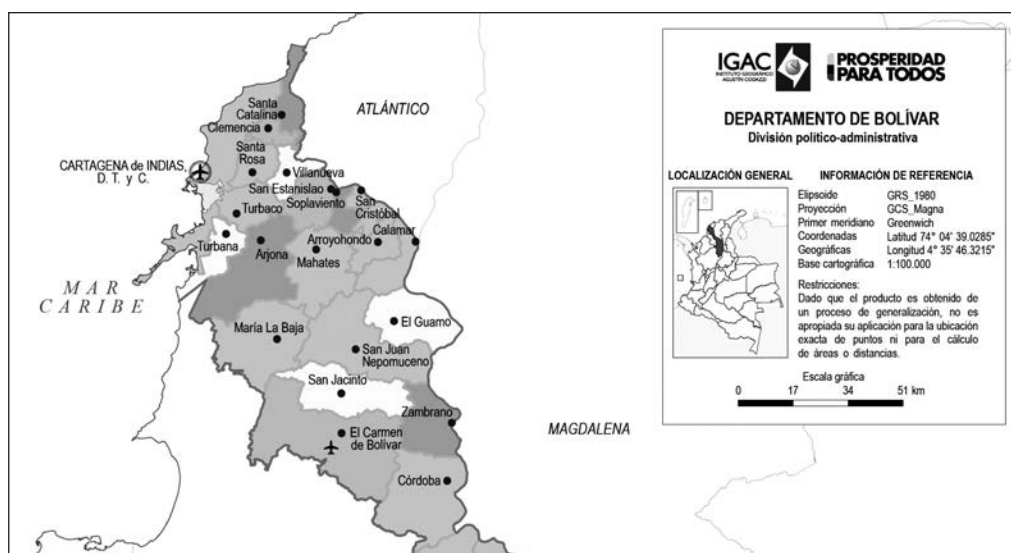 Santa
Catalina
Clemencia
ATLÁNTICO
CARTAGENA de INDIAS,
D. T. y C.
Santa
Rosa
Villanueva
San Estanislao
Soplaviento
San
Cristóbal
Turbaco
Turbana
Arjona
Arroyohondo
Mahates
Calamar
MAR
CARIBE
María La Baja
El Guamo
San Juan
Nepomuceno
San Jacinto
Zambrano
El Carmen
de Bolívar
Córdoba
MAGDALENA
IGAC
INSTITUTO GEOGRÁFICO
AGUSTÍN CODAZZI
PROSPERIDAD
PARA TODOS
DEPARTAMENTO DE BOLÍVAR
División político-administrativa
LOCALIZACIÓN GENERAL
INFORMACIÓN DE REFERENCIA
Elipsoide GRS_1980
Proyección GCS_Magna
Primer meridiano Greenwich
Coordenadas Latitud 74° 04' 39.0285"
Geográficas Longitud 4° 35' 46.3215"
Base cartográfica 1:100.000
Restricciones:
Dado que el producto es obtenido de
un proceso de generalización, no es
apropiada su aplicación para la ubicación
exacta de puntos ni para el cálculo
de áreas o distancias.
Escala gráfica
0 17 34 51 km